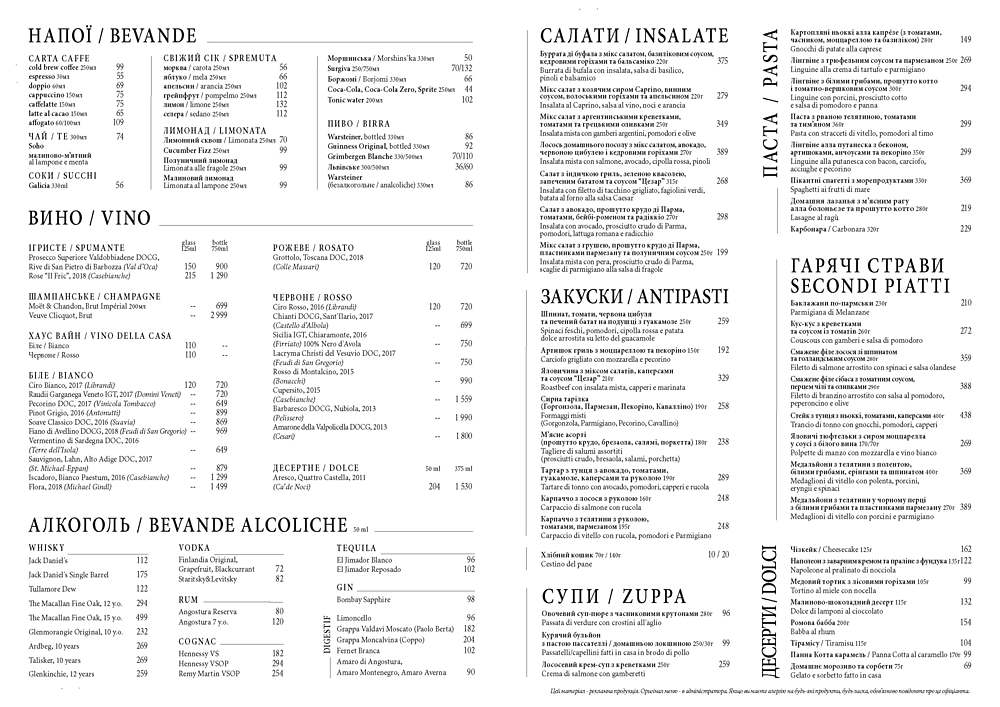 НАПОЇ / BEVANDE
CARTA CAFFE
cold brew coffee 250мл 99
espresso 30мл 55
доппіо 60мл 69
cappuccino 150мл 75
caffelatte 150мл 75
latte al cacao 150мл 65
affogato 60/100мл 109
ЧАЙ / TE 300мл 74
Soho
малиново-м'ятний
al lampone e menta
СОКИ / SUCCHI
Galicia 330ml 56
СВІЖИЙ СІК / SPREMUTA
морква / carota 250мл 56
яблуко / mela 250мл 66
апельсин / arancia 250мл 102
грейпфрут / pompelmo 250мл 112
лимон / limone 250мл 132
селера / sedano 250мл 112
ЛИМОНАД / LIMONATA
Лимонний сквош / Limonata 250мл 70
Cucumber Fizz 250мл 99
Полуничний лимонад
Limonata alle fragole 250мл 99
Малиновий лимонад
Limonata al lampone 250мл 99
Моршинська / Morshins'ka 330мл 50
Surgiva 250/750мл 70/132
Боржомі / Borjomi 330мл 66
Coca-Cola, Coca-Cola Zero, Sprite 250мл 44
Tonic water 200мл 102
ПИВО / BIRRA
Warsteiner, bottled 330мл 86
Guinness Original, bottled 330мл 92
Grimbergen Blanche 330/500мл 70/110
Львівське 300/500мл 36/60
Warsteiner
(безалкогольне / analcoliche) 330мл 86
ВИНО / VINO
ІГРИСТЕ / SPUMANTE glass 125ml bottle 750ml
Prosecco Superiore Valdobbiadene DOCG,
Rive di San Pietro di Barbozza (Val d'Oca) 150 900
Rose "Il Fric", 2018 (Casebianche) 215 1 290
ШАМПАНСЬКЕ / CHAMPAGNE
Moët & Chandon, Brut Impérial 200мл -- 699
Veuve Clicquot, Brut -- 2 999
ХАУС ВАЙН / VINO DELLA CASA
Біле / Bianco 110 --
Червоне / Rosso 110 --
БІЛЕ / BIANCO
Ciro Bianco, 2017 (Librandi) 120 720
Raudii Garganega Veneto IGT, 2017 (Domini Veneti) -- 720
Pecorino DOC, 2017 (Vinicola Tombacco) -- 649
Pinot Grigio, 2016 (Antonutti) -- 899
Soave Classico DOC, 2016 (Suavia) -- 869
Fiano di Avellino DOCG, 2018 (Feudi di San Gregorio) -- 969
Vermentino di Sardegna DOC, 2016
(Terre dell'Isola) -- 649
Sauvignon, Lahn, Alto Adige DOC, 2017
(St. Michael-Eppan) -- 879
Iscadoro, Bianco Paestum, 2016 (Casebianche) -- 1 299
Flora, 2018 (Michael Gindl) -- 1 499
РОЖЕВЕ / ROSATO glass 125ml bottle 750ml
Grottolo, Toscana DOC, 2018
(Colle Massari) 120 720
ЧЕРВОНЕ / ROSSO
Ciro Rosso, 2016 (Librandi) 120 720
Chianti DOCG, Sant'Ilario, 2017
(Castello d'Albola) -- 699
Sicilia IGT, Chiaramonte, 2016
(Firriato) 100% Nero d'Avola -- 750
Lacryma Christi del Vesuvio DOC, 2017
(Feudi di San Gregorio) -- 750
Rosso di Montalcino, 2015
(Bonacchi) -- 990
Cupersito, 2015
(Casebianche) -- 1 559
Barbaresco DOCG, Nubiola, 2013
(Pelissero) -- 1 990
Amarone della Valpolicella DOCG, 2013
(Cesari) -- 1 800
ДЕСЕРТНЕ / DOLCE 50 ml 375 ml
Aresco, Quattro Castella, 2011
(Ca'de Noci) 204 1 530
АЛКОГОЛЬ / BEVANDE ALCOLICHE 50 ml
WHISKY
Jack Daniel's 112
Jack Daniel's Single Barrel 175
Tullamore Dew 122
The Macallan Fine Oak, 12 y.o. 294
The Macallan Fine Oak, 15 y.o. 499
Glenmorangie Original, 10 y.o. 232
Ardbeg, 10 years 269
Talisker, 10 years 269
Glenkinchie, 12 years 259
VODKA
Finlandia Original,
Grapefruit, Blackcurrant 72
Staritsky&Levitsky 82
RUM
Angostura Reserva 80
Angostura 7 y.o. 120
COGNAC
Hennessy VS 182
Hennessy VSOP 294
Remy Martin VSOP 254
TEQUILA
El Jimador Blanco 96
El Jimador Reposado 102
GIN
Bombay Sapphire 98
DIGESTIF
Limoncello 96
Grappa Valdavi Moscato (Paolo Berta) 182
Grappa Moncalvina (Coppo) 204
Fernet Branca 102
Amaro di Angostura,
Amaro Montenegro, Amaro Averna 90
САЛАТИ / INSALATE
Буррата ді буфала з мікс салатом, базиліковим соусом,
кедровими горіхами та бальсаміко 220г 375
Burrata di bufala con insalata, salsa di basilico,
pinoli e balsamico
Мікс салат з козячим сиром Caprino, винним
соусом, волоськими горіхами та апельсином 220г 279
Insalata al Caprino, salsa al vino, noci e arancia
Мікс салат з аргентинськими креветками,
томатами та грецькими оливками 250г 349
Insalata mista con gamberi argentini, pomodori e olive
Лосось домашнього посолу з мікс салатом, авокадо,
червоною цибулею і кедровими горіхами 270г 389
Insalata mista con salmone, avocado, cipolla rossa, pinoli
Салат з індичкою гриль, зеленою квасолею,
запеченим бататом та соусом "Цезар" 315г 268
Insalata con filetto di tacchino grigliato, fagiolini verdi,
batata al forno alla salsa Caesar
Салат з авокадо, прошутто крудо ді Парма,
томатами, бейбі-роменом та радіккіо 270г 298
Insalata con avocado, prosciutto crudo di Parma,
pomodori, lattuga romana e radicchio
Мікс салат з грушею, прошутто крудо ді Парма,
пластинками пармезану та полуничним соусом 250г 199
Insalata mista con pera, prosciutto crudo di Parma,
scaglie di parmigiano alla salsa di fragole
ЗАКУСКИ / ANTIPASTI
Шпинат, томати, червона цибуля
та печений батат на подушці з гуакамоле 250г 259
Spinaci freschi, pomodori, cipolla rossa e patata
dolce arrostita su letto del guacamole
Артишок гриль з моцареллою та пекоріно 150г 192
Carciofo grigliato con mozzarella e pecorino
Яловичина з міксом салатів, каперсами
та соусом "Цезар" 210г 329
Roastbeef con insalata mista, capperi e marinata
Сирна тарілка
(Горгонзола, Пармезан, Пекоріно, Кавалліно) 190г 258
Formaggi misti
(Gorgonzola, Parmigiano, Pecorino, Cavallino)
М'ясне асорті
(прошутто крудо, брезаола, салямі, поркетта) 180г 238
Tagliere di salumi assortiti
(prosciutti crudo, bresaola, salami, porchetta)
Тартар з тунця з авокадо, томатами,
гуакамоле, каперсами та руколою 190г 289
Tartare di tonno con avocado, pomodori, capperi e rucola
Карпаччо з лосося з руколою 160г 248
Carpaccio di salmone con rucola
Карпаччо з телятини з руколою,
томатами, пармезаном 195г 248
Carpaccio di vitello con rucola, pomodori e Parmigiano
Хлібний кошик 70г / 140г 10 / 20
Cestino del pane
СУПИ / ZUPPA
Овочевий суп-пюре з часниковими крутонами 280г 96
Passata di verdure con crostini all'aglio
Курячий бульйон
з пастою пассателлі / домашньою локшиною 250/30г 99
Passatelli/capellini fatti in casa in brodo di pollo
Лососевий крем-суп з креветками 250г 259
Crema di salmone con gamberetti
ПАСТА / PASTA
Картопляні ньоккі алла капрезе (з томатами,
часником, моцареллою та базиліком) 280г 149
Gnocchi di patate alla caprese
Лінгвіне з трюфельним соусом та пармезаном 250г 269
Linguine alla crema di tartufo e parmigiano
Лінгвіне з білими грибами, прошутто котто
і томатно-вершковим соусом 300г 294
Linguine con porcini, prosciutto cotto
e salsa di pomodoro e panna
Паста з рваною телятиною, томатами
та тим'яном 360г 299
Pasta con stracceti di vitello, pomodori al timo
Лінгвіне алла путанеска з беконом,
артишоками, анчоусами та пекоріно 350г 299
Linguine alla putanesca con bacon, carciofo,
acciughe e pecorino
Пікантні спагетті з морепродуктами 330г 369
Spaghetti ai frutti di mare
Домашня лазанья з м'ясним рагу
алла болоньєзе та прошутто котто 280г 219
Lasagne al ragù
Карбонара / Carbonara 320г 229
ГАРЯЧІ СТРАВИ
SECONDI PIATTI
Баклажани по-пармськи 230г 210
Parmigiana di Melanzane
Кус-кус з креветками
та соусом із томатів 260г 272
Couscous con gamberi e salsa di pomodoro
Смажене філе лосося зі шпинатом
та голландським соусом 280г 359
Filetto di salmone arrostito con spinaci e salsa olandese
Смажене філе сібаса з томатним соусом,
перцем чілі та оливками 290г 388
Filetto di branzino arrostito con salsa al pomodoro,
peperoncino e olive
Стейк з тунця і ньоккі, томатами, каперсами 400г 438
Trancio di tonno con gnocchi, pomodori, capperi
Яловичі тюфтельки з сиром моцарелла
у соусі з білого вина 170/70г 269
Polpette di manzo con mozzarella e vino bianco
Медальйони з телятини з полентою,
білими грибами, ерінгами та шпинатом 400г 369
Medaglioni di vitello con polenta, porcini,
eryngii e spinaci
Медальйони з телятини у чорному перці
з білими грибами та пластинками пармезану 270г 389
Medaglioni di vitello con porcini e parmigiano
ДЕСЕРТИ / DOLCI
Чізкейк / Cheesecake 125г 162
Наполеон з заварним кремом та праліне з фундука 135г 122
Napoleone al pralinato di nocciola
Медовий тортик з лісовими горіхами 105г 99
Tortino al miele con nocella
Малиново-шоколадний десерт 115г 132
Dolce di lamponi al cioccolato
Ромова бабба 200г 154
Babba al rham
Тірамісу / Tiramisu 115г 104
Панна Котта карамель / Panna Cotta al caramello 170г 99
Домашнє морозиво та сорбети 75г 69
Gelato e sorbetto fatto in casa
Цей матеріал - рекламна продукція. Оригінал меню - в адміністратора. Якщо ви маєте алергію на будь-які продукти, будь ласка, обов'язково повідомте про це офіціанта.